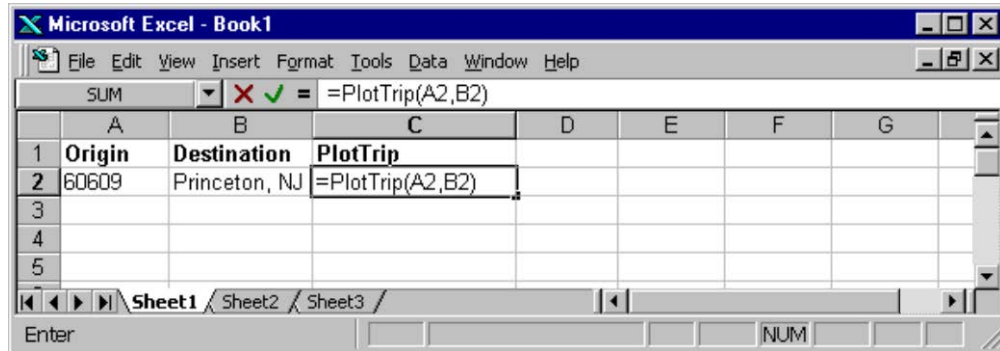 Microsoft Excel - Book1
File Edit View Insert Format Tools Data Window Help
SUM = =PlotTrip(A2,B2)
A B C D E F G
1 Origin Destination PlotTrip
2 60609 Princeton, NJ =PlotTrip(A2,B2)
3
4
5
Sheet1 Sheet2 Sheet3
Enter NUM